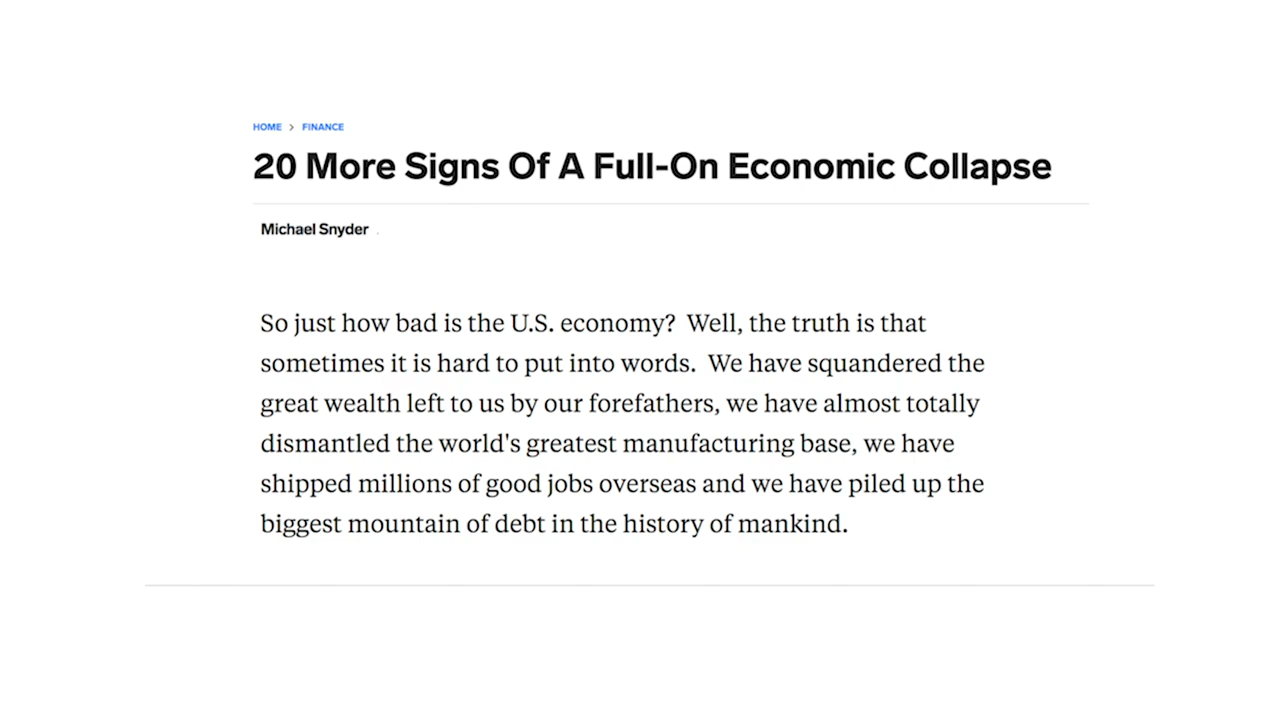 HOME > FINANCE
20 More Signs Of A Full-On Economic Collapse
Michael Snyder
So just how bad is the U.S. economy?  Well, the truth is that
sometimes it is hard to put into words.  We have squandered the
great wealth left to us by our forefathers, we have almost totally
dismantled the world's greatest manufacturing base, we have
shipped millions of good jobs overseas and we have piled up the
biggest mountain of debt in the history of mankind.